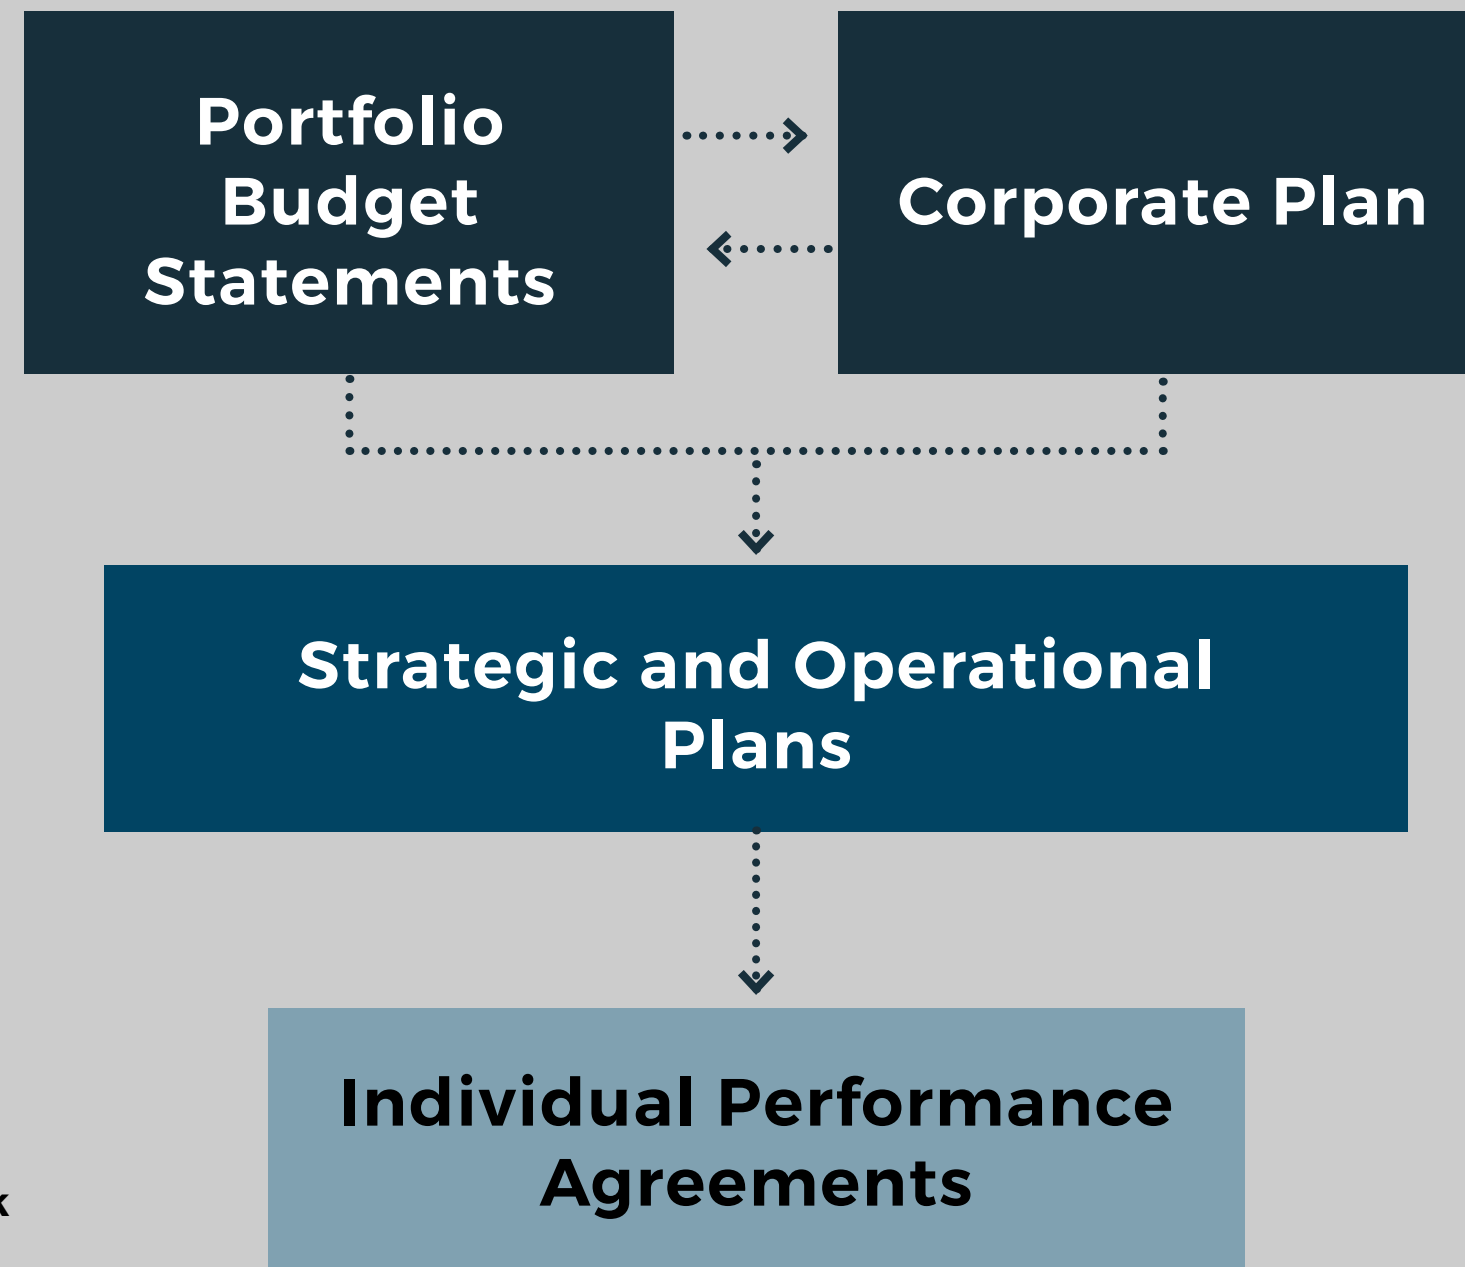 Portfolio
Budget
Statements
Corporate Plan
Strategic and Operational
Plans
Individual Performance
Agreements